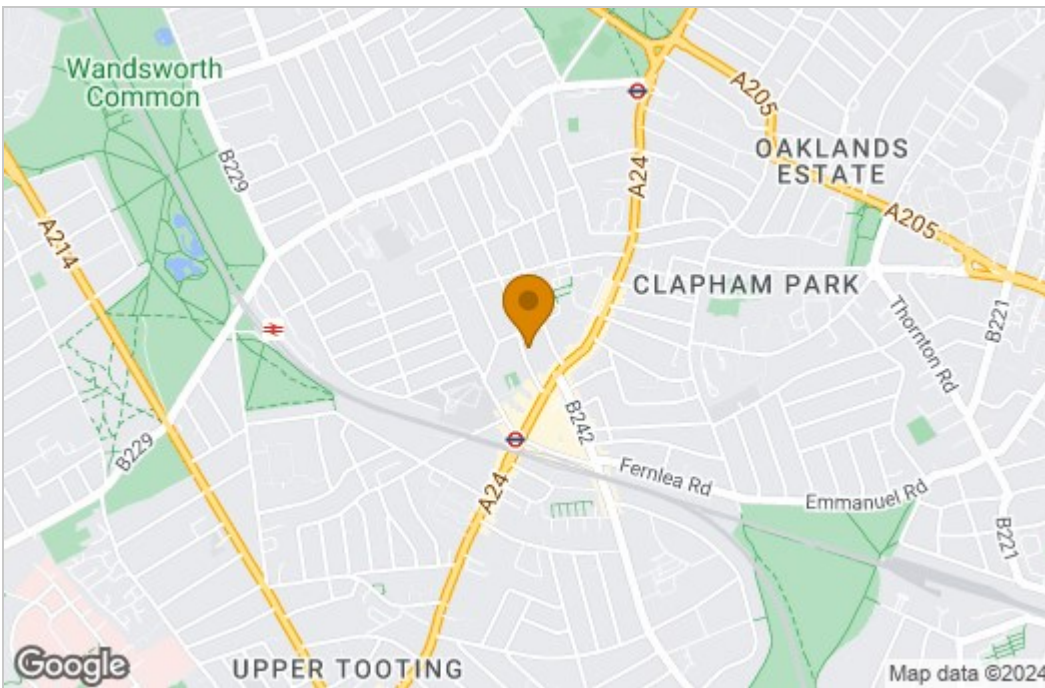 Wandsworth
Common
B229
A24
A205
OAKLANDS
ESTATE
A205
A214
CLAPHAM PARK
Thornton Rd
B221
B242
B229
A24
Fernlea Rd
Emmanuel Rd
B221
UPPER TOOTING
Google
Map data ©2024